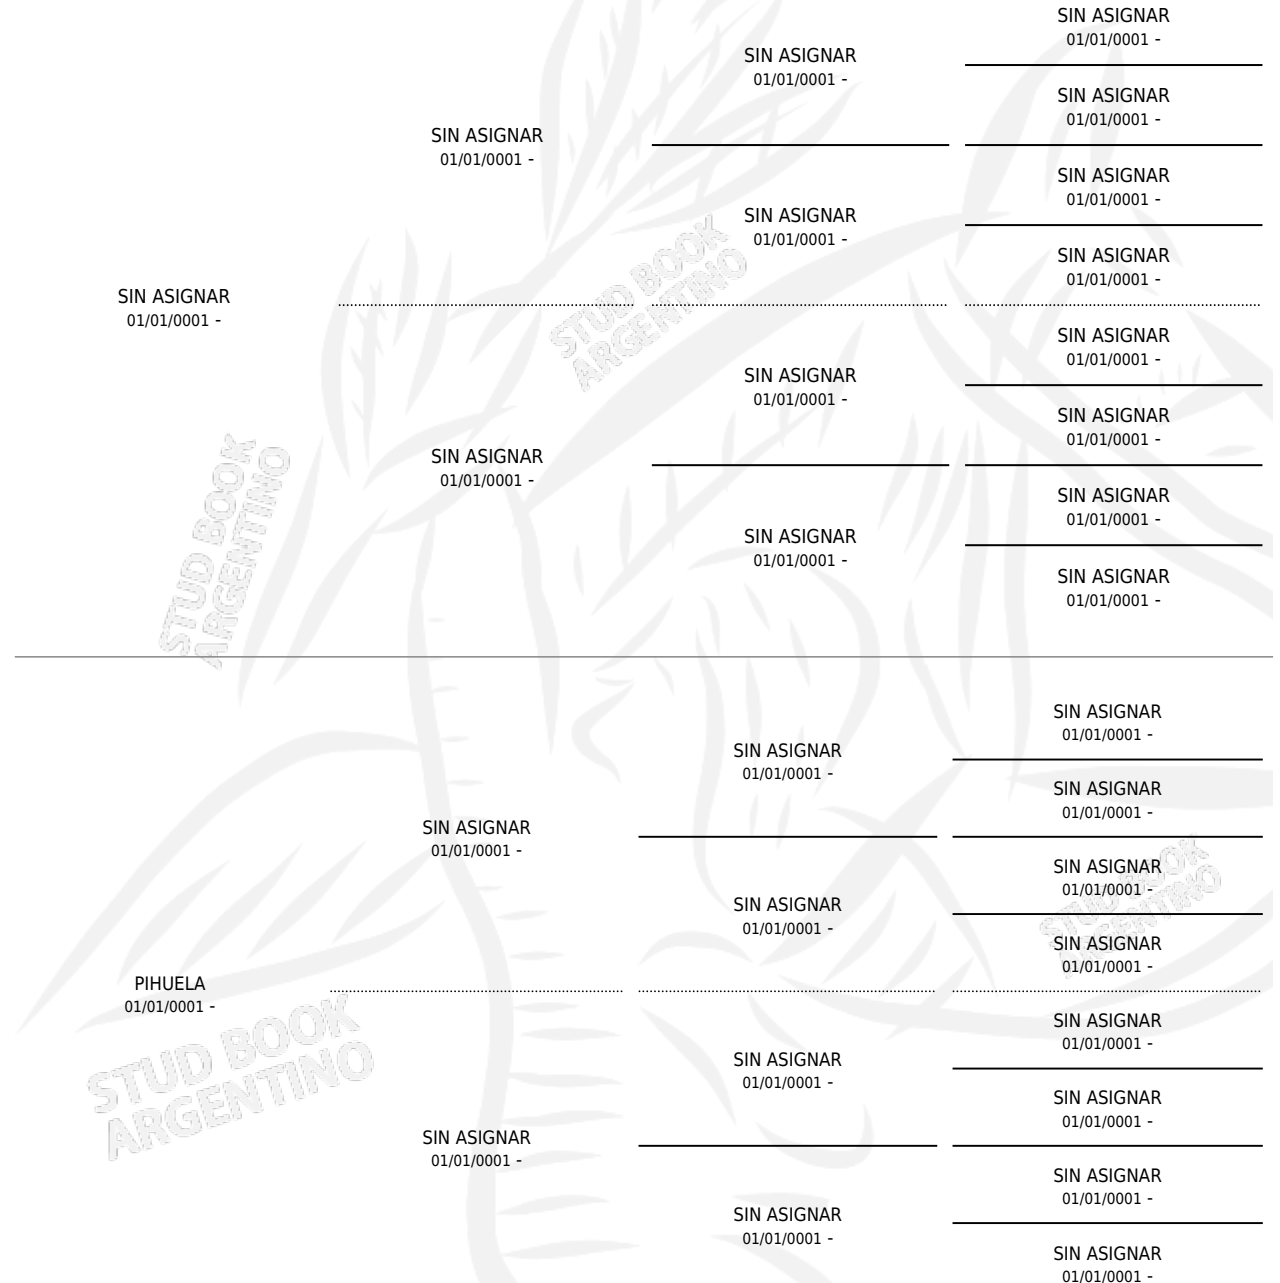 SIN ASIGNAR
01/01/0001 -
SIN ASIGNAR
01/01/0001 -
SIN ASIGNAR
01/01/0001 -
SIN ASIGNAR
01/01/0001 -
SIN ASIGNAR
01/01/0001 -
SIN ASIGNAR
01/01/0001 -
SIN ASIGNAR
01/01/0001 -
STUD BOOK
ARGENTINO
SIN ASIGNAR
01/01/0001 -
SIN ASIGNAR
01/01/0001 -
SIN ASIGNAR
01/01/0001 -
SIN ASIGNAR
01/01/0001 -
SIN ASIGNAR
01/01/0001 -
SIN ASIGNAR
01/01/0001 -
STUD BOOK
ARGENTINO
SIN ASIGNAR
01/01/0001 -
SIN ASIGNAR
01/01/0001 -
SIN ASIGNAR
01/01/0001 -
SIN ASIGNAR
01/01/0001 -
SIN ASIGNAR
01/01/0001 -
SIN ASIGNAR
01/01/0001 -
SIN ASIGNAR
01/01/0001 -
SIN ASIGNAR
01/01/0001 -
STUD BOOK
ARGENTINO
SIN ASIGNAR
01/01/0001 -
SIN ASIGNAR
01/01/0001 -
PIHUELA
01/01/0001 -
STUD BOOK
ARGENTINO
SIN ASIGNAR
01/01/0001 -
SIN ASIGNAR
01/01/0001 -
SIN ASIGNAR
01/01/0001 -
SIN ASIGNAR
01/01/0001 -
SIN ASIGNAR
01/01/0001 -
SIN ASIGNAR
01/01/0001 -
SIN ASIGNAR
01/01/0001 -